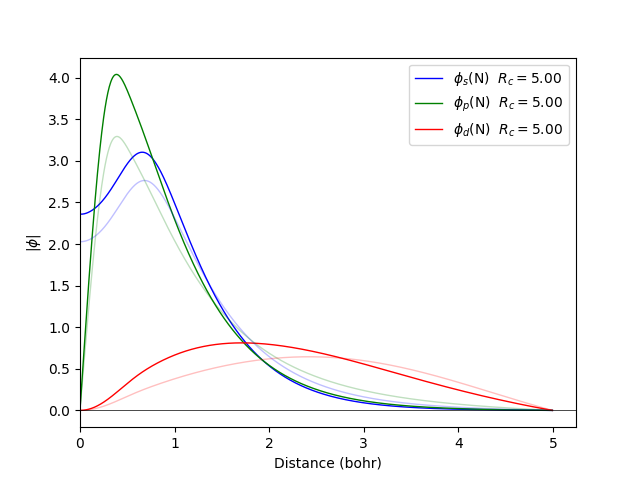 ϕs(N) Rc = 5.00
ϕp(N) Rc = 5.00
ϕd(N) Rc = 5.00
|ϕ|
4.0
3.5
3.0
2.5
2.0
1.5
1.0
0.5
0.0
0 1 2 3 4 5
Distance (bohr)